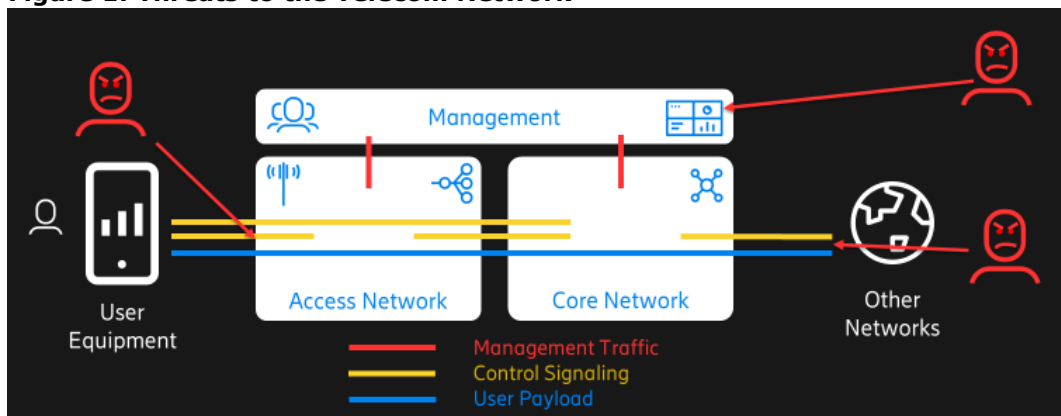 Figure 1. Threats to the Telecom Network
Management
Access Network
Core Network
User
Equipment
Other
Networks
Management Traffic
Control Signaling
User Payload